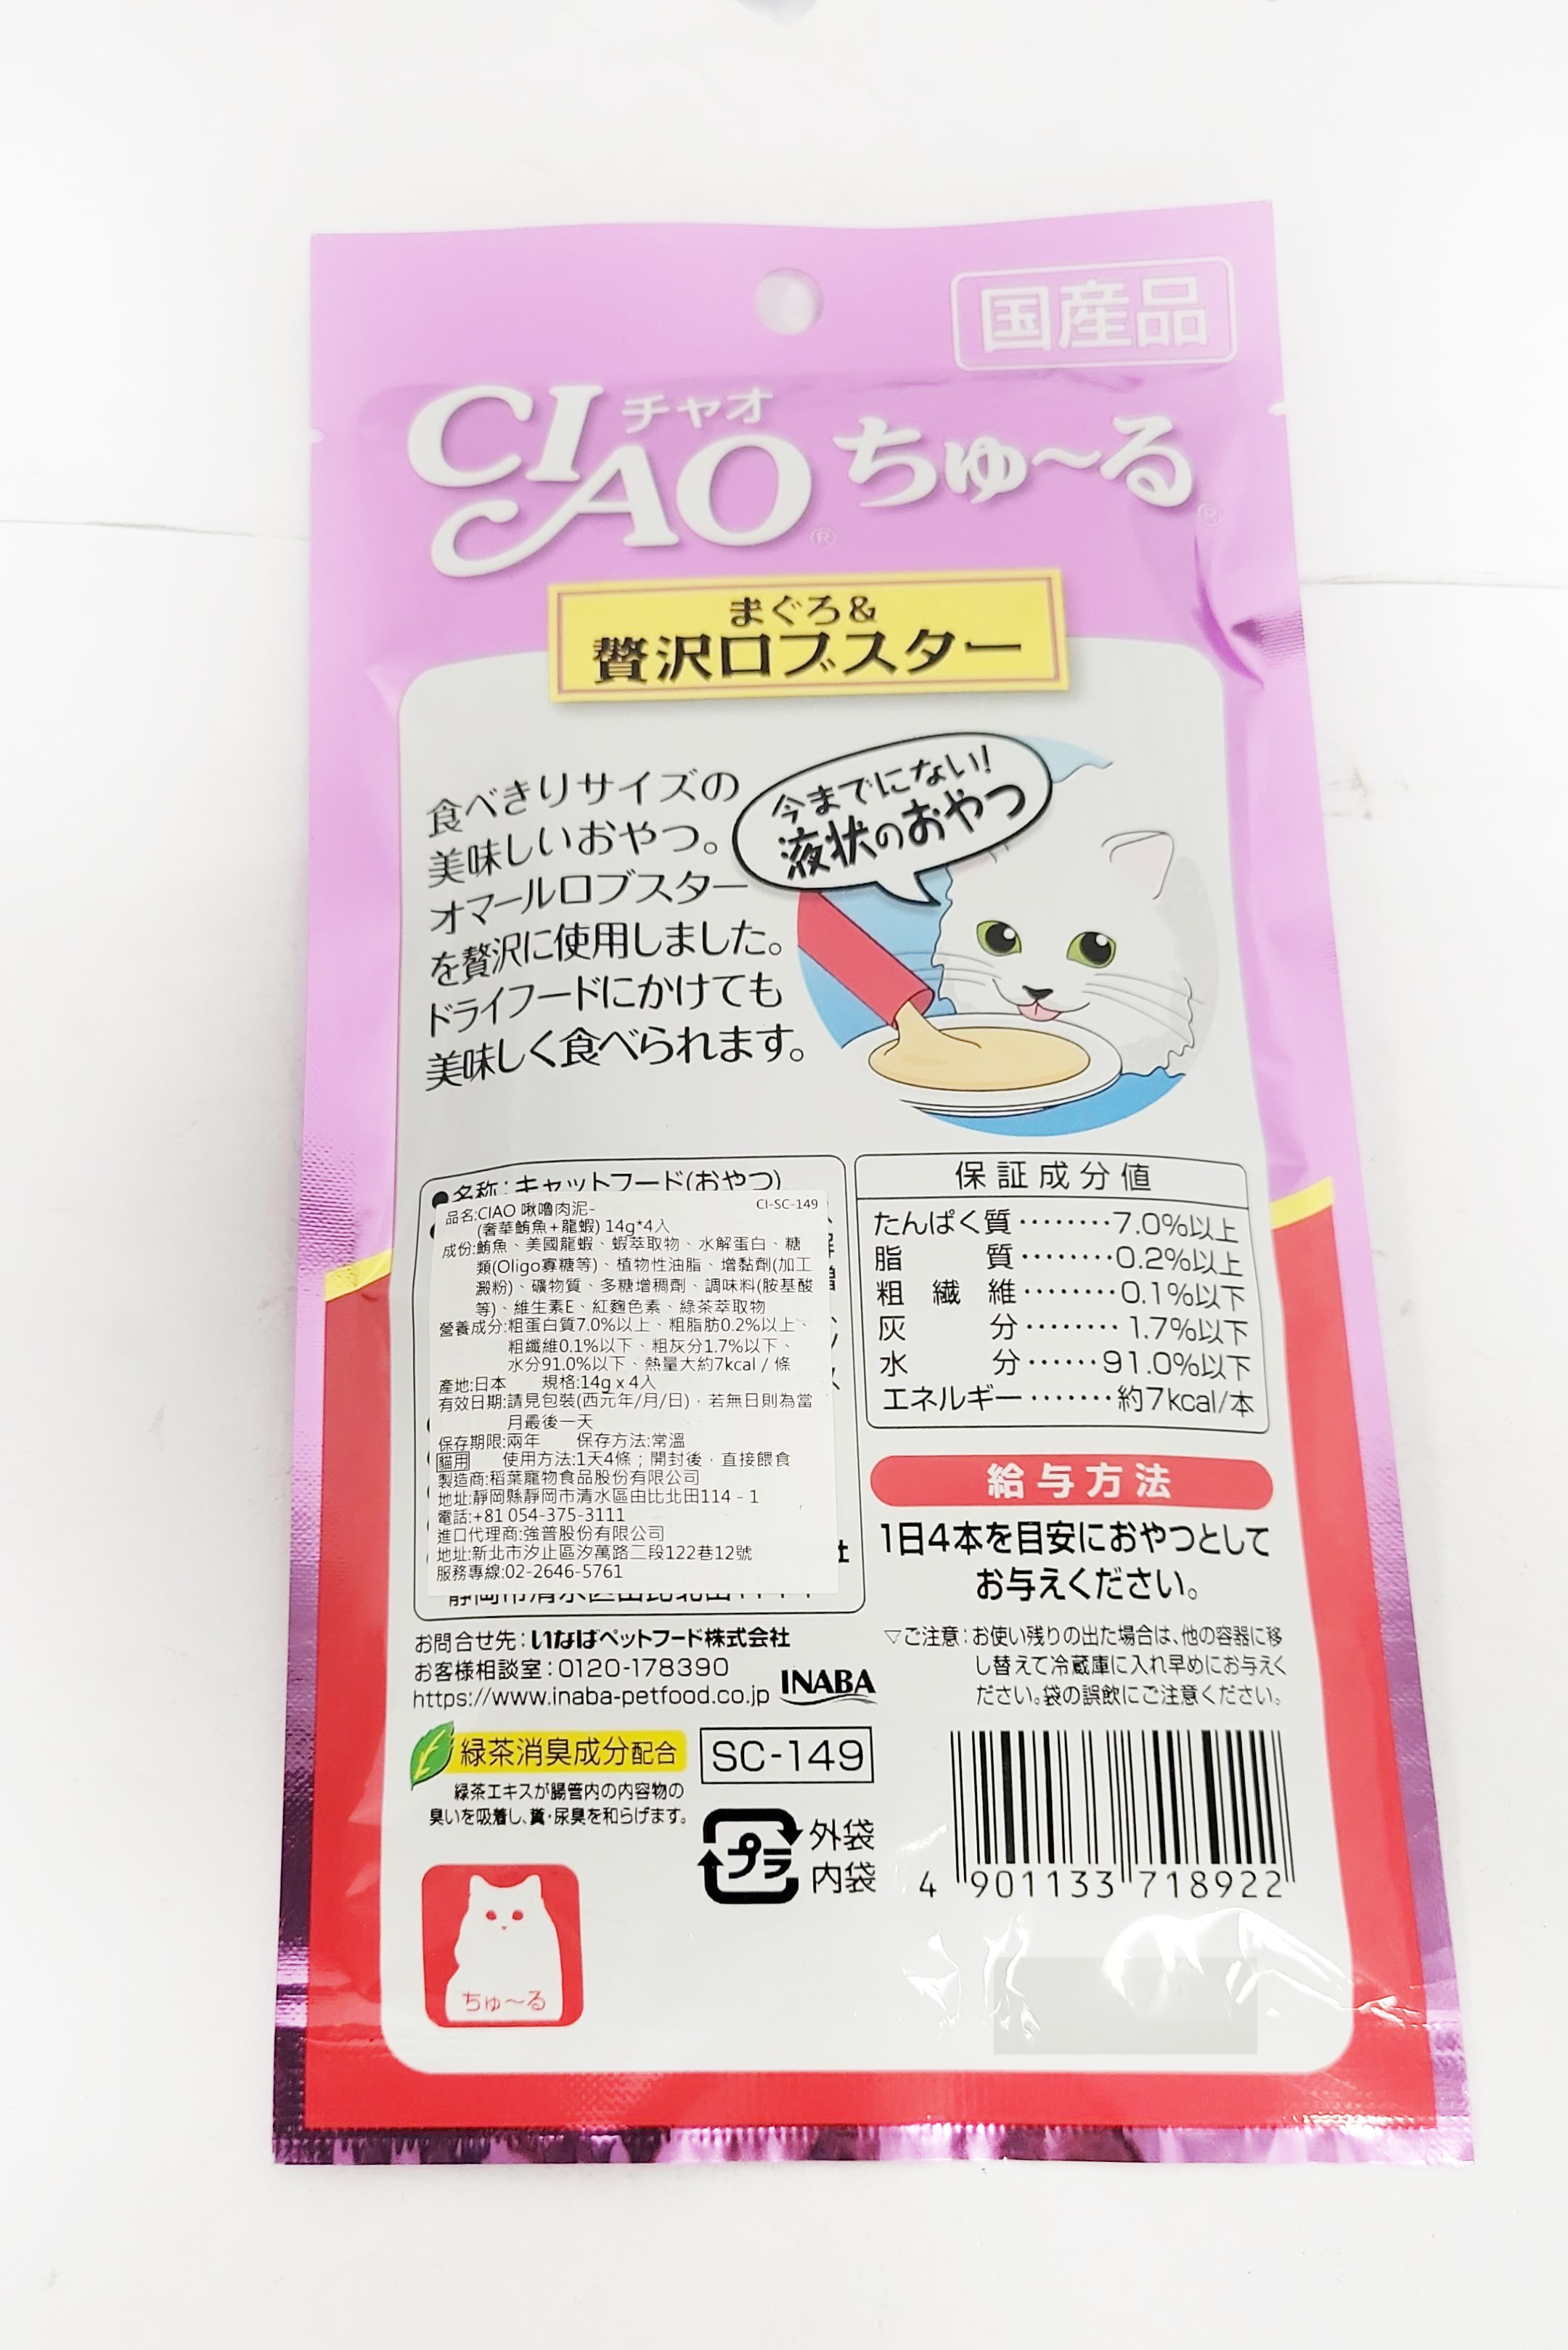 国産品
CIAO チャオ ちゅ~る
®
®
まぐろ&
贅沢ロブスター
今までにない!
液状のおやつ
食べきりサイズの
美味しいおやつ。
オマールロブスター
を贅沢に使用しました。
ドライフードにかけても
美味しく食べられます。
●名称:キャットフード(おやつ)
品名:CIAO 啾嚕肉泥- CI-SC-149
(奢華鮪魚+龍蝦) 14g*4入
成份:鮪魚、美國龍蝦、蝦萃取物、水解蛋白、糖
類(Oligo寡糖等)、植物性油脂、增黏劑(加工
澱粉)、礦物質、多糖增稠劑、調味料(胺基酸
等)、維生素E、紅麴色素、綠茶萃取物
營養成分:粗蛋白質7.0%以上、粗脂肪0.2%以上、
粗纖維0.1%以下、粗灰分1.7%以下、
水分91.0%以下、熱量大約7kcal / 條
產地:日本 規格:14g x 4入
有效日期:請見包裝(西元年/月/日)，若無日則為當
月最後一天
保存期限:兩年 保存方法:常溫
貓用 使用方法:1天4條；開封後，直接餵食
製造商:稻葉寵物食品股份有限公司
地址:靜岡縣靜岡市清水區由比北田114 - 1
電話:+81 054-375-3111
進口代理商:強普股份有限公司
地址:新北市汐止區汐萬路二段122巷12號
服務專線:02-2646-5761
保証成分値
たんぱく質········7.0%以上
脂質········0.2%以上
粗繊維········0.1%以下
灰分········1.7%以下
水分······91.0%以下
エネルギー·······約7kcal/本
給与方法
1日4本を目安におやつとして
お与えください。
▽ご注意:お使い残りの出た場合は、他の容器に移
し替えて冷蔵庫に入れ早めにお与えく
ださい。袋の誤飲にご注意ください。
お問合せ先:いなばペットフード株式会社
お客様相談室:0120-178390
https://www.inaba-petfood.co.jp
INABA
緑茶消臭成分配合
緑茶エキスが腸管内の内容物の
臭いを吸着し、糞・尿臭を和らげます。
SC-149
プラ
外袋
内袋
4 901133 718922
ちゅ~る